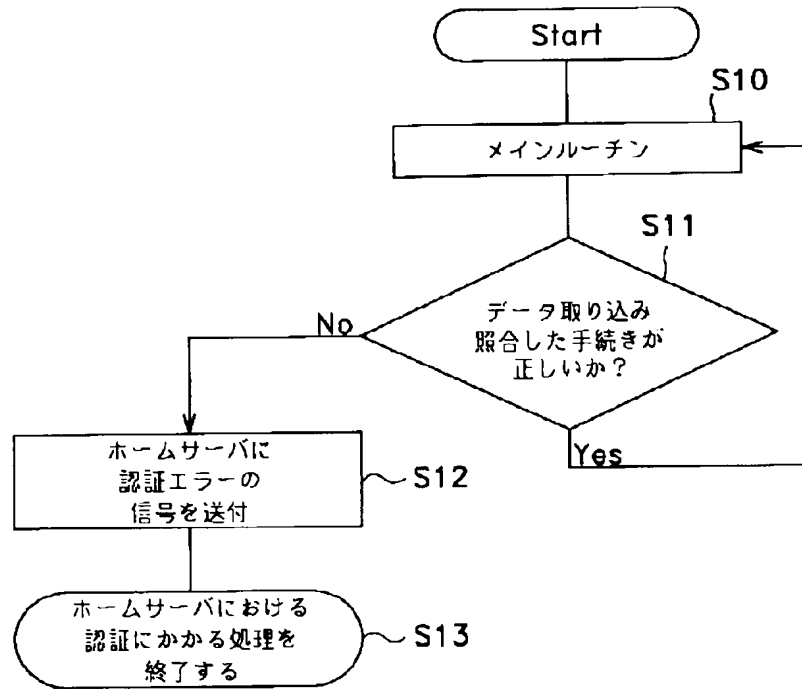 Start
S10
メインルーチン
S11
データ取り込み
照合した手続きが
正しいか？
No
Yes
ホームサーバに
認証エラーの
信号を送付
S12
ホームサーバにおける
認証にかかる処理を
終了する
S13